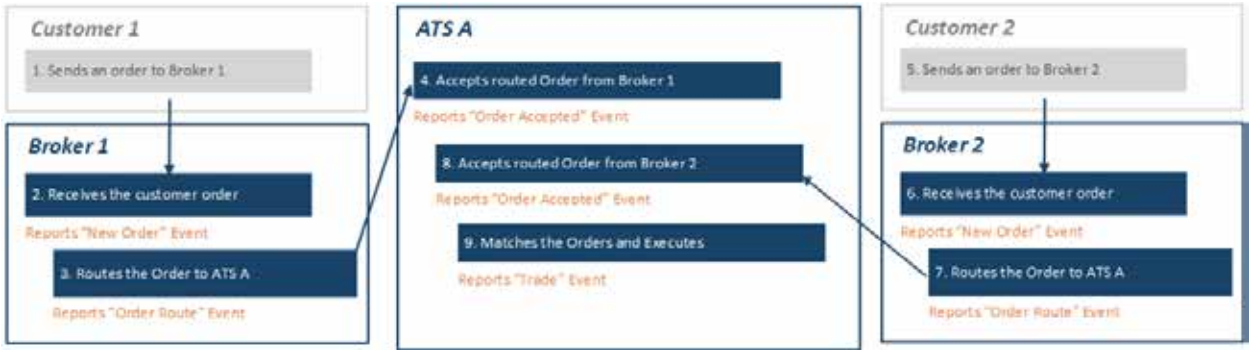 Customer 1
1. Sends an order to Broker 1
Broker 1
2. Receives the customer order
Reports "New Order" Event
3. Routes the Order to ATS A
Reports "Order Route" Event
ATS A
4. Accepts routed Order from Broker 1
Reports "Order Accepted" Event
8. Accepts routed Order from Broker 2
Reports "Order Accepted" Event
9. Matches the Orders and Executes
Reports "Trade" Event
Customer 2
5. Sends an order to Broker 2
Broker 2
6. Receives the customer order
Reports "New Order" Event
7. Routes the Order to ATS A
Reports "Order Route" Event